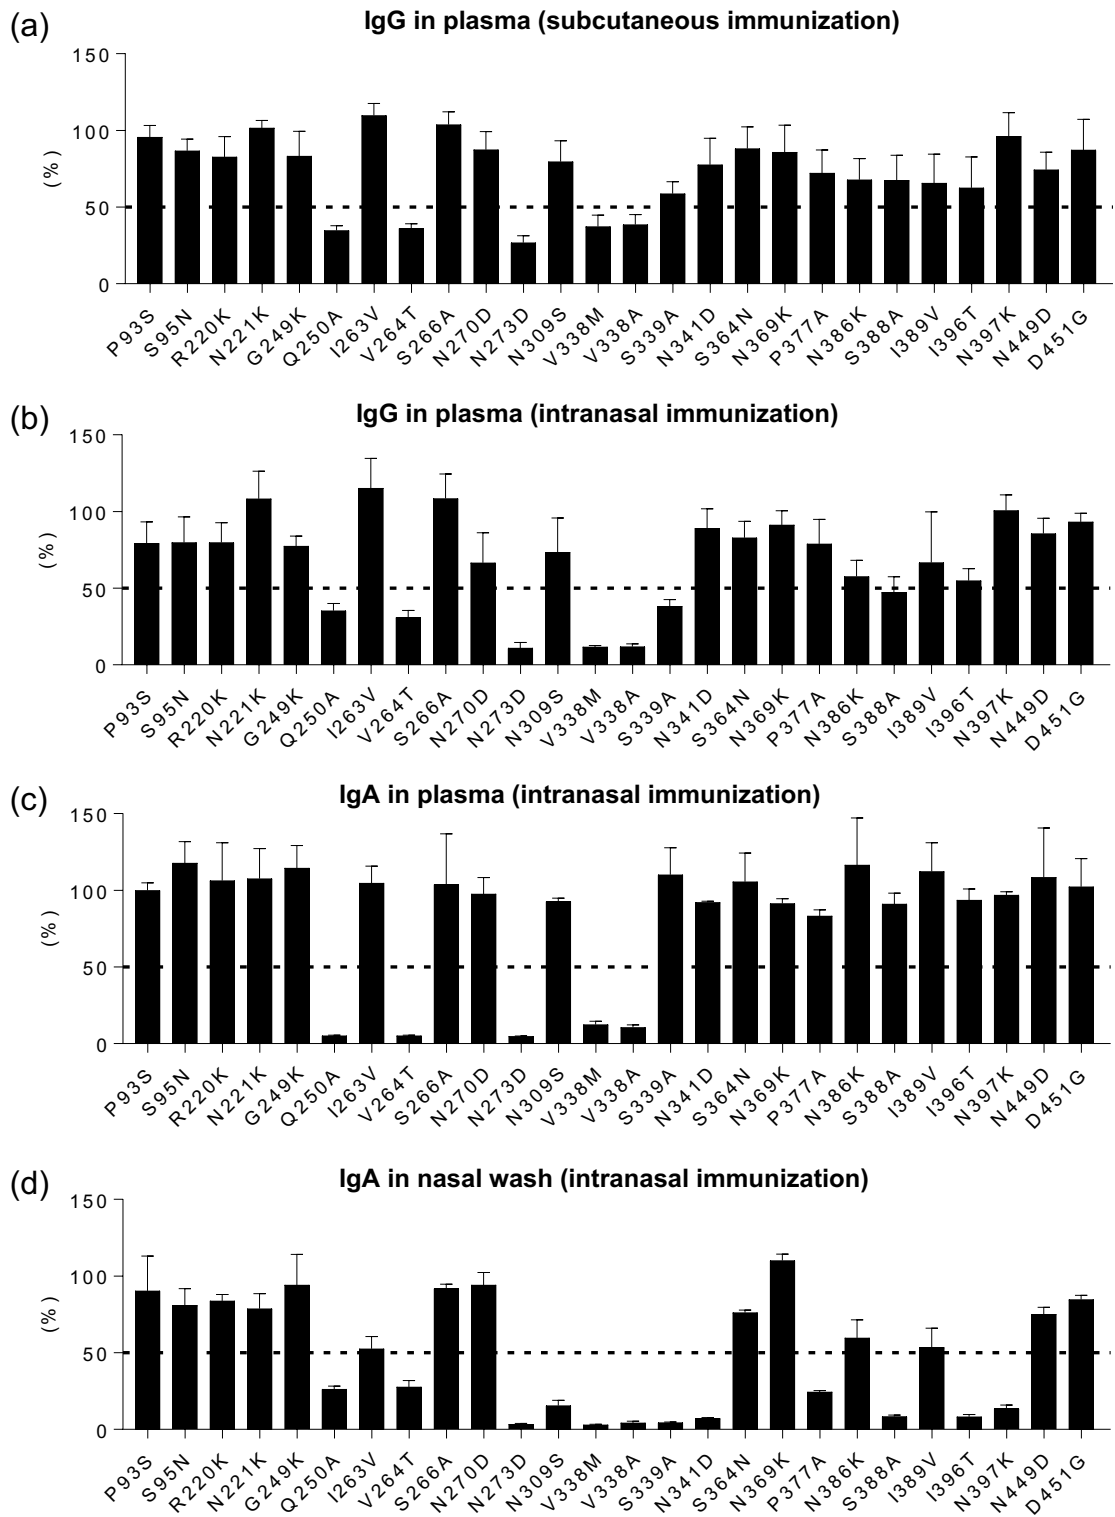 (a)
IgG in plasma (subcutaneous immunization)
150
100
50
0
(%)
P93S S95N R220K N221K G249K Q250A I263V V264T S266A N270D N273D N309S V338M V338A S339A N341D S364N N369K P377A N386K S388A I389V I396T N397K N449D D451G
(b)
IgG in plasma (intranasal immunization)
150
100
50
0
(%)
P93S S95N R220K N221K G249K Q250A I263V V264T S266A N270D N273D N309S V338M V338A S339A N341D S364N N369K P377A N386K S388A I389V I396T N397K N449D D451G
(c)
IgA in plasma (intranasal immunization)
150
100
50
0
(%)
P93S S95N R220K N221K G249K Q250A I263V V264T S266A N270D N273D N309S V338M V338A S339A N341D S364N N369K P377A N386K S388A I389V I396T N397K N449D D451G
(d)
IgA in nasal wash (intranasal immunization)
150
100
50
0
(%)
P93S S95N R220K N221K G249K Q250A I263V V264T S266A N270D N273D N309S V338M V338A S339A N341D S364N N369K P377A N386K S388A I389V I396T N397K N449D D451G